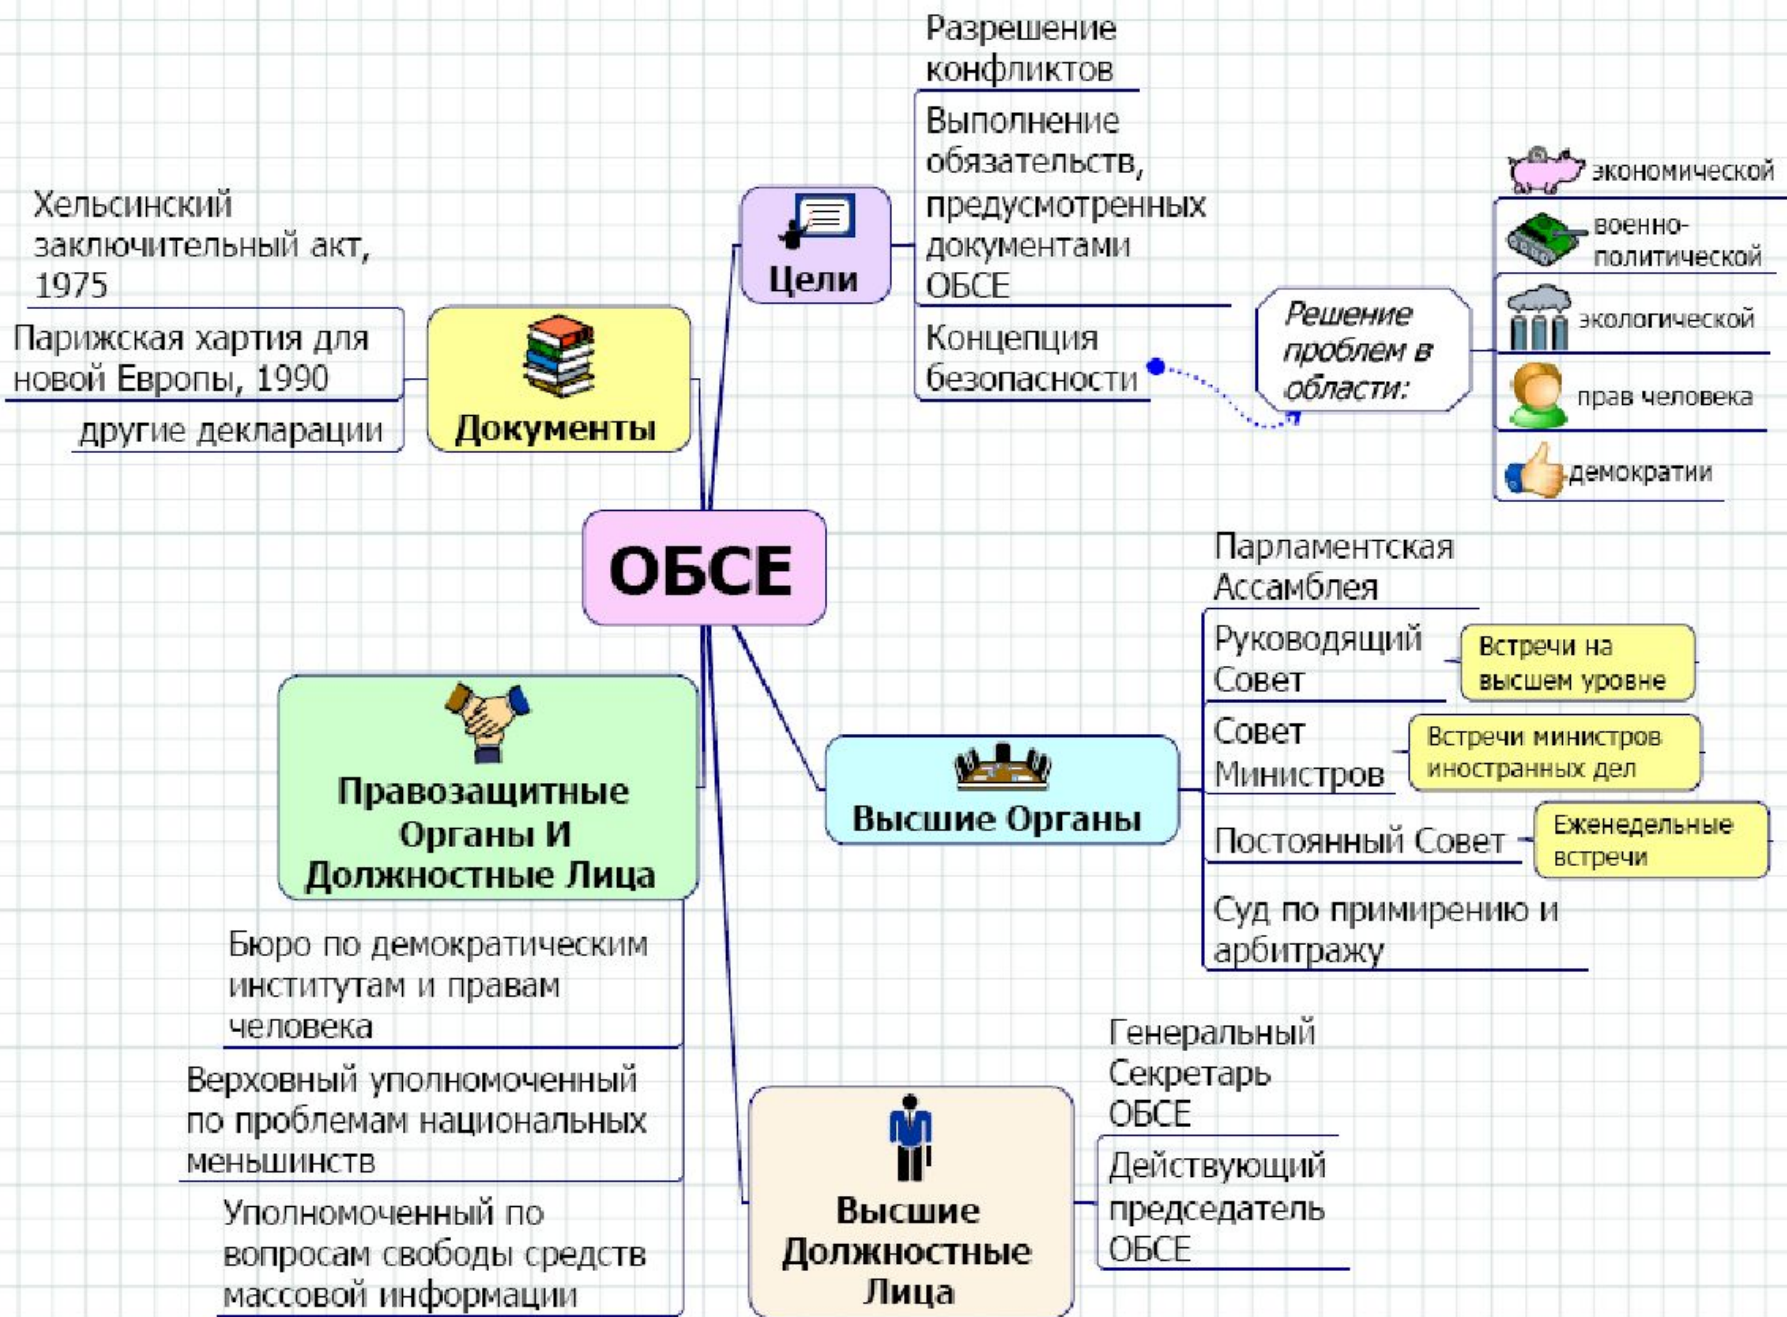 Разрешение
конфликтов
Выполнение
обязательств,
предусмотренных
документами
ОБСЕ
Концепция
безопасности
Цели
Решение
проблем в
области:
экономической
военно-
политической
экологической
прав человека
демократии
Хельсинский
заключительный акт,
1975
Парижская хартия для
новой Европы, 1990
другие декларации
Документы
ОБСЕ
Парламентская
Ассамблея
Руководящий
Совет
Встречи на
высшем уровне
Совет
Министров
Встречи министров
иностранных дел
Постоянный Совет
Еженедельные
встречи
Суд по примирению и
арбитражу
Высшие Органы
Правозащитные
Органы И
Должностные Лица
Бюро по демократическим
институтам и правам
человека
Верховный уполномоченный
по проблемам национальных
меньшинств
Уполномоченный по
вопросам свободы средств
массовой информации
Генеральный
Секретарь
ОБСЕ
Действующий
председатель
ОБСЕ
Высшие
Должностные
Лица